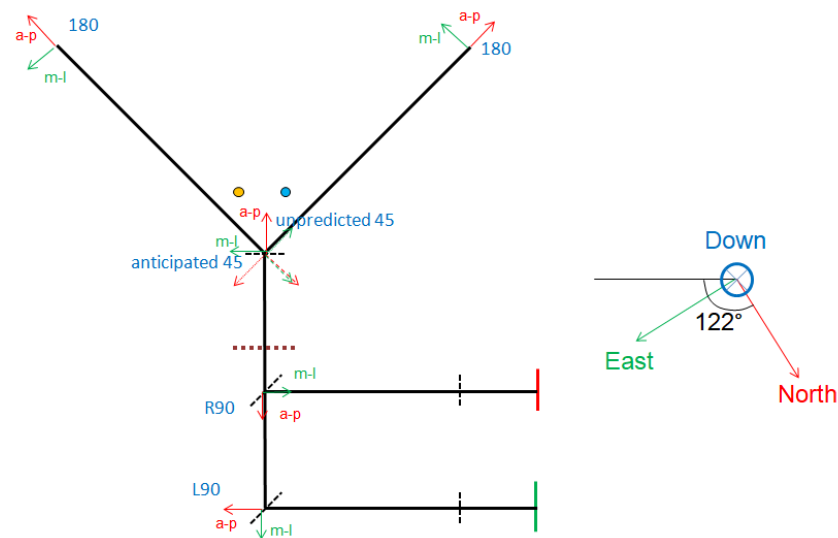 180
a-p
m-l
a-p
m-l
180
a-p
unpredicted 45
m-l
anticipated 45
m-l
R90
a-p
L90
a-p
m-l
Down
122°
East
North